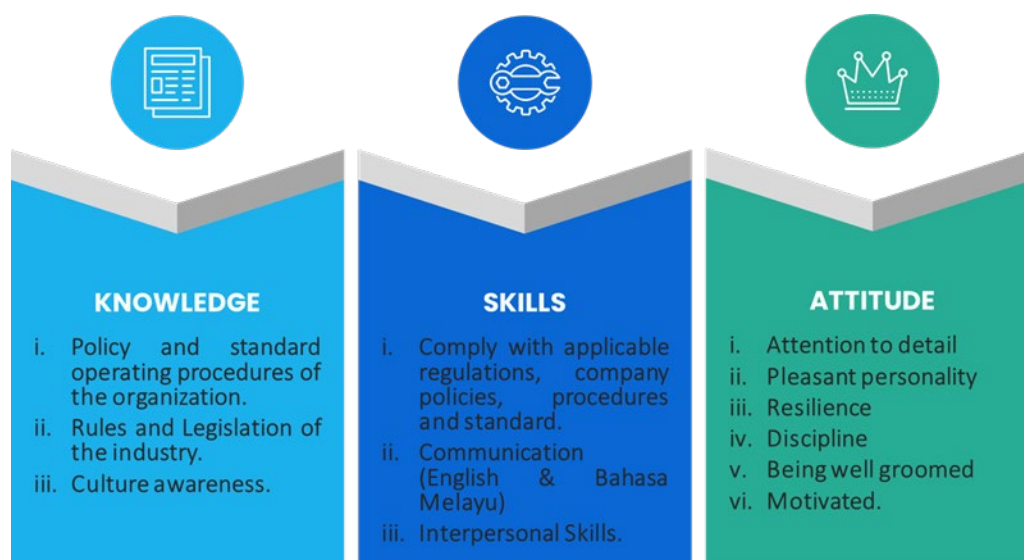 KNOWLEDGE
i. Policy and standard
operating procedures of
the organization.
ii. Rules and Legislation of
the industry.
iii. Culture awareness.
SKILLS
i. Comply with applicable
regulations, company
policies, procedures
and standard.
ii. Communication
(English & Bahasa
Melayu)
iii. Interpersonal Skills.
ATTITUDE
i. Attention to detail
ii. Pleasant personality
iii. Resilience
iv. Discipline
v. Being well groomed
vi. Motivated.